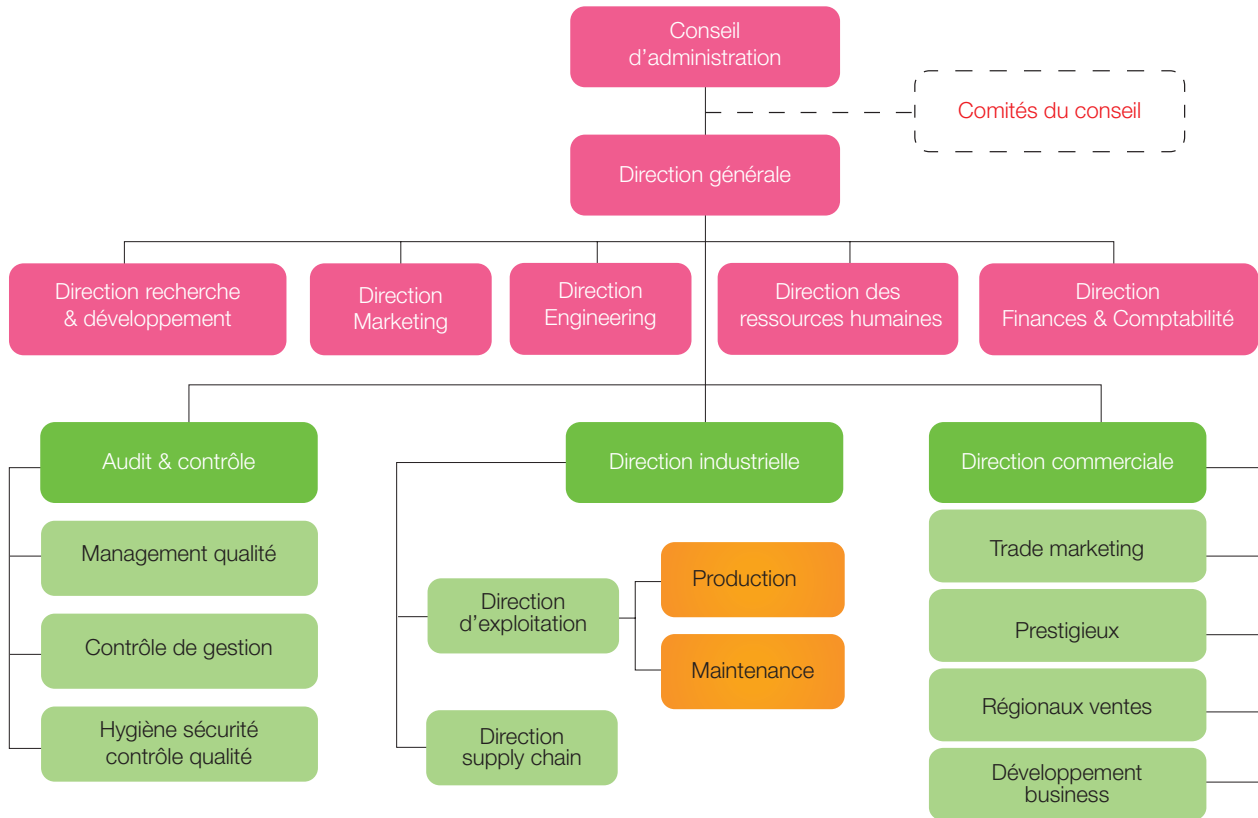 Conseil
d’administration
Comités du conseil
Direction générale
Direction recherche
& développement
Direction
Marketing
Direction
Engineering
Direction des
ressources humaines
Direction
Finances & Comptabilité
Audit & contrôle
Management qualité
Contrôle de gestion
Hygiène sécurité
contrôle qualité
Direction industrielle
Direction
d’exploitation
Production
Maintenance
Direction
supply chain
Direction commerciale
Trade marketing
Prestigieux
Régionaux ventes
Développement
business